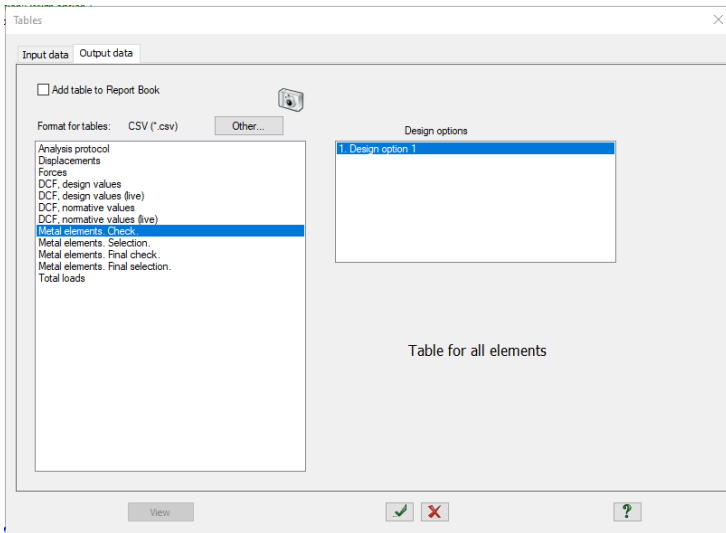 Tables
Input data
Output data
Add table to Report Book
Format for tables: CSV (*.csv)
Other...
Design options
Analysis protocol
Displacements
Forces
DCF, design values
DCF, design values (live)
DCF, normative values
DCF, normative values (live)
Metal elements. Check.
Metal elements. Selection.
Metal elements. Final check.
Metal elements. Final selection.
Total loads
1. Design option 1
Table for all elements
View
?